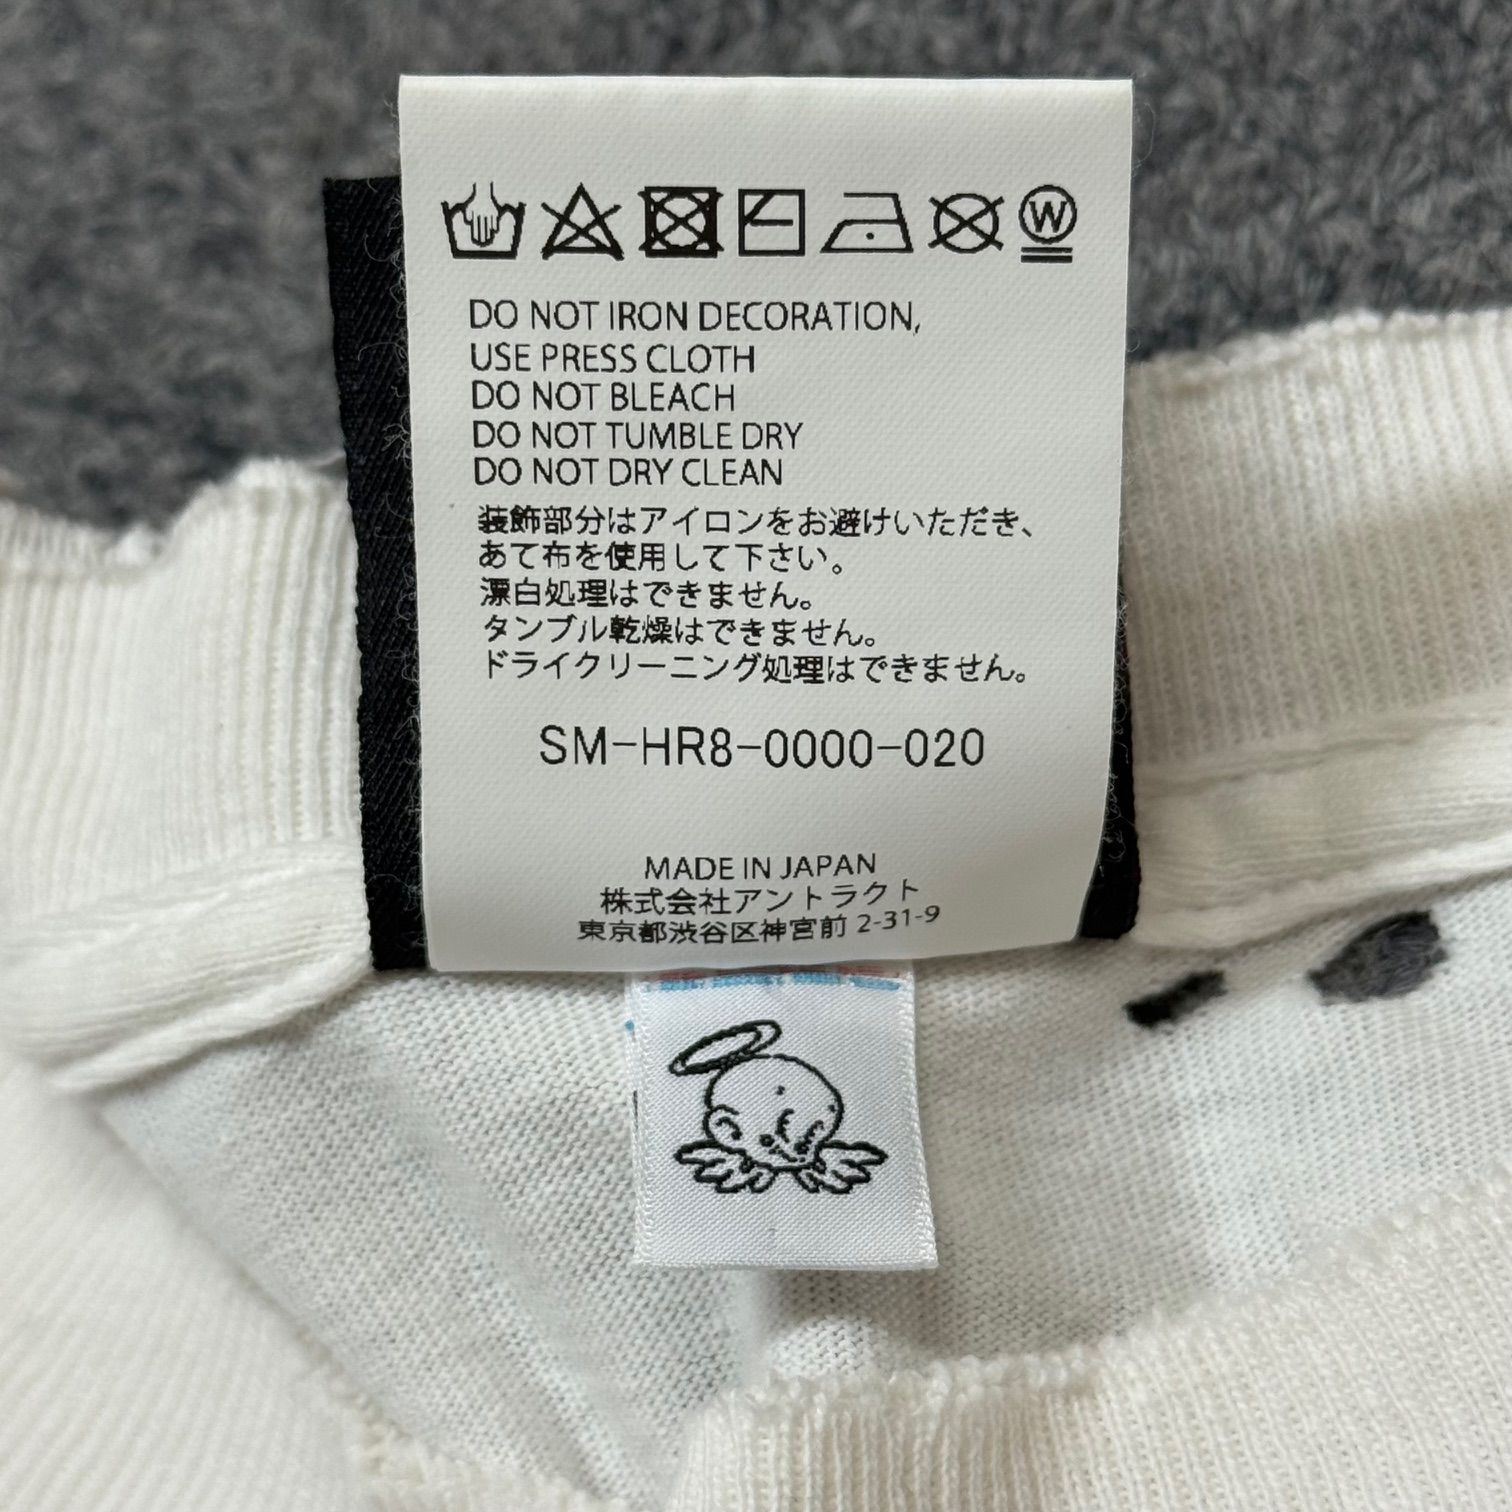 W
DO NOT IRON DECORATION,
USE PRESS CLOTH
DO NOT BLEACH
DO NOT TUMBLE DRY
DO NOT DRY CLEAN
装飾部分はアイロンをお避けいただき、
あて布を使用して下さい。
漂白処理はできません。
タンブル乾燥はできません。
ドライクリーニング処理はできません。
SM-HR8-0000-020
MADE IN JAPAN
株式会社アントラクト
東京都渋谷区神宮前 2-31-9